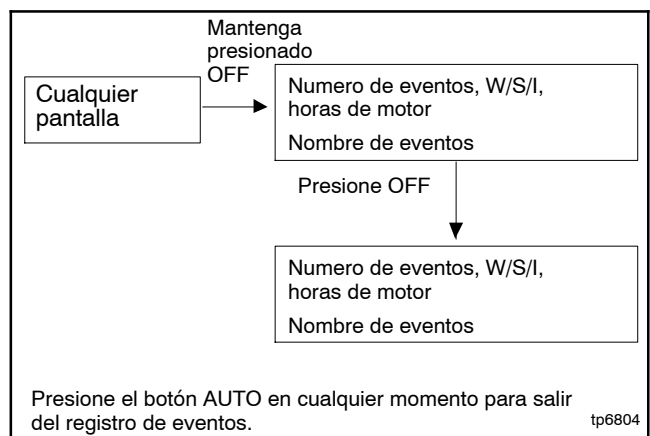 Mantenga
presionado
OFF
Cualquier
pantalla
Numero de eventos, W/S/I,
horas de motor
Nombre de eventos
Presione OFF
Numero de eventos, W/S/I,
horas de motor
Nombre de eventos
Presione el botón AUTO en cualquier momento para salir
del registro de eventos.
tp6804